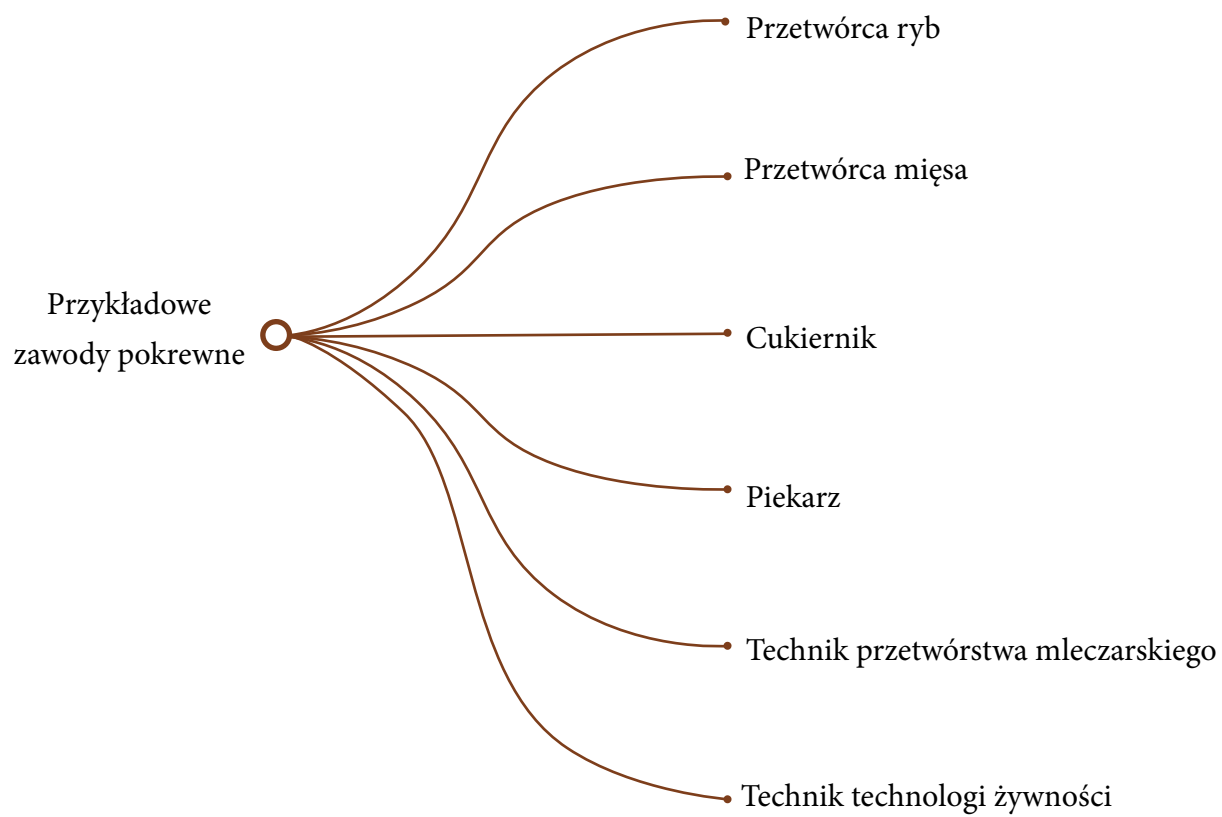 Przetwórca ryb
Przetwórca mięsa
Przykładowe
zawody pokrewne
Cukiernik
Piekarz
Technik przetwórstwa mleczarskiego
Technik technologi żywności